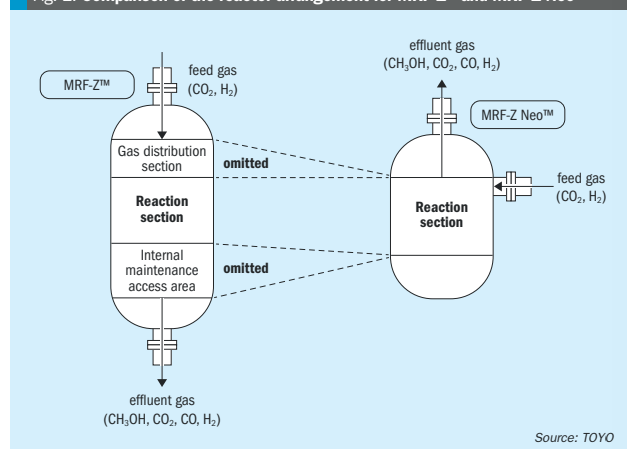 Fig. 2: Comparison of the reactor arrangement for MRF-Z™ and MRF-Z Neo™
MRF-Z™
feed gas
(CO₂, H₂)
Gas distribution
section
omitted
Reaction
section
Internal
maintenance
access area
omitted
effluent gas
(CH₃OH, CO₂, CO, H₂)
effluent gas
(CH₃OH, CO₂, CO, H₂)
MRF-Z Neo™
feed gas
(CO₂, H₂)
Reaction
section
Source: TOYO